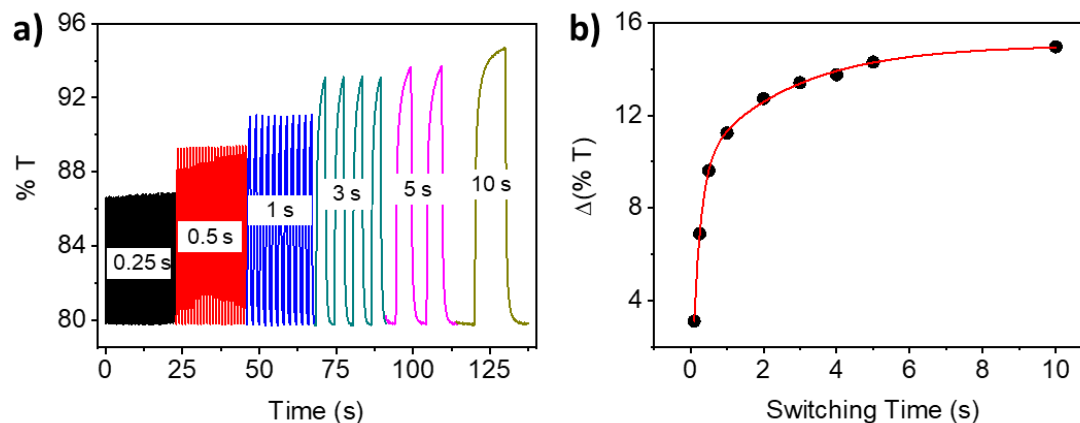 a)
96
92
88
84
80
% T
0.25 s
0.5 s
1 s
3 s
5 s
10 s
0 25 50 75 100 125
Time (s)
b)
16
12
8
4
Δ(% T)
0 2 4 6 8 10
Switching Time (s)